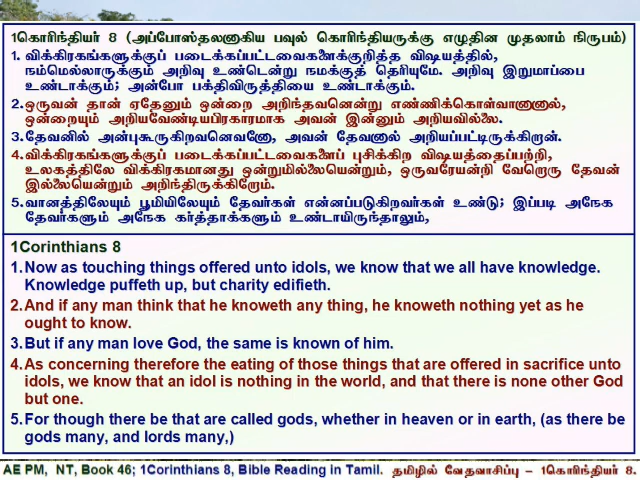 1கொரிந்தியர் 8 (அப்போஸ்தலனாகிய பவுல் கொரிந்தியருக்கு எழுதின முதலாம் நிருபம்)
1. விக்கிரகங்களுக்குப் படைக்கப்பட்டவைகளைக்குறித்த விஷயத்தில்,
நம்மெல்லாருக்கும் அறிவு உண்டென்று நமக்குத் தெரியுமே. அறிவு இறுமாப்பை
உண்டாக்கும்; அன்போ பக்திவிருத்தியை உண்டாக்கும்.
2.ஒருவன் தான் ஏதேனும் ஒன்றை அறிந்தவனென்று எண்ணிக்கொள்வானானால்,
ஒன்றையும் அறியவேண்டியபிரகாரமாக அவன் இன்னும் அறியவில்லை.
3.தேவனில் அன்புகூருகிறவனெவனோ, அவன் தேவனால் அறியப்பட்டிருக்கிறான்.
4.விக்கிரகங்களுக்குப் படைக்கப்பட்டவைகளைப் புசிக்கிற விஷயத்தைப்பற்றி,
உலகத்திலே விக்கிரகமானது ஒன்றுமில்லையென்றும், ஒருவரேயன்றி வேறொரு தேவன்
இல்லையென்றும் அறிந்திருக்கிறோம்.
5.வானத்திலேயும் பூமியிலேயும் தேவர்கள் என்னப்படுகிறவர்கள் உண்டு; இப்படி அநேக
தேவர்களும் அநேக கர்த்தாக்களும் உண்டாயிருந்தாலும்,
1Corinthians 8
1.Now as touching things offered unto idols, we know that we all have knowledge.
Knowledge puffeth up, but charity edifieth.
2.And if any man think that he knoweth any thing, he knoweth nothing yet as he
ought to know.
3.But if any man love God, the same is known of him.
4.As concerning therefore the eating of those things that are offered in sacrifice unto
idols, we know that an idol is nothing in the world, and that there is none other God
but one.
5.For though there be that are called gods, whether in heaven or in earth, (as there be
gods many, and lords many,)
AE PM, NT, Book 46; 1Corinthians 8, Bible Reading in Tamil. தமிழில் வேதவாசிப்பு – 1கொரிந்தியர் 8.